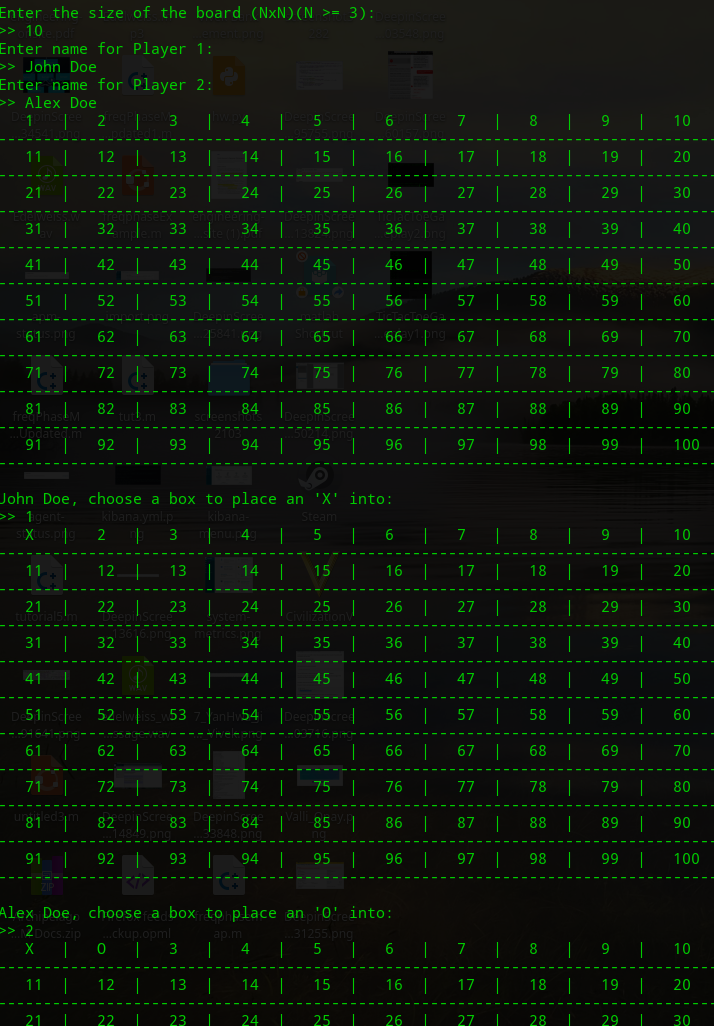 Enter the size of the board (NxN)(N >= 3):
>> 10
Enter name for Player 1:
>> John Doe
Enter name for Player 2:
>> Alex Doe
1 | 2 | 3 | 4 | 5 | 6 | 7 | 8 | 9 | 10
11 | 12 | 13 | 14 | 15 | 16 | 17 | 18 | 19 | 20
21 | 22 | 23 | 24 | 25 | 26 | 27 | 28 | 29 | 30
31 | 32 | 33 | 34 | 35 | 36 | 37 | 38 | 39 | 40
41 | 42 | 43 | 44 | 45 | 46 | 47 | 48 | 49 | 50
51 | 52 | 53 | 54 | 55 | 56 | 57 | 58 | 59 | 60
61 | 62 | 63 | 64 | 65 | 66 | 67 | 68 | 69 | 70
71 | 72 | 73 | 74 | 75 | 76 | 77 | 78 | 79 | 80
81 | 82 | 83 | 84 | 85 | 86 | 87 | 88 | 89 | 90
91 | 92 | 93 | 94 | 95 | 96 | 97 | 98 | 99 | 100
John Doe, choose a box to place an 'X' into:
>> 1
X | 2 | 3 | 4 | 5 | 6 | 7 | 8 | 9 | 10
11 | 12 | 13 | 14 | 15 | 16 | 17 | 18 | 19 | 20
21 | 22 | 23 | 24 | 25 | 26 | 27 | 28 | 29 | 30
31 | 32 | 33 | 34 | 35 | 36 | 37 | 38 | 39 | 40
41 | 42 | 43 | 44 | 45 | 46 | 47 | 48 | 49 | 50
51 | 52 | 53 | 54 | 55 | 56 | 57 | 58 | 59 | 60
61 | 62 | 63 | 64 | 65 | 66 | 67 | 68 | 69 | 70
71 | 72 | 73 | 74 | 75 | 76 | 77 | 78 | 79 | 80
81 | 82 | 83 | 84 | 85 | 86 | 87 | 88 | 89 | 90
91 | 92 | 93 | 94 | 95 | 96 | 97 | 98 | 99 | 100
Alex Doe, choose a box to place an 'O' into:
>> 2
X | O | 3 | 4 | 5 | 6 | 7 | 8 | 9 | 10
11 | 12 | 13 | 14 | 15 | 16 | 17 | 18 | 19 | 20
21 | 22 | 23 | 24 | 25 | 26 | 27 | 28 | 29 | 30